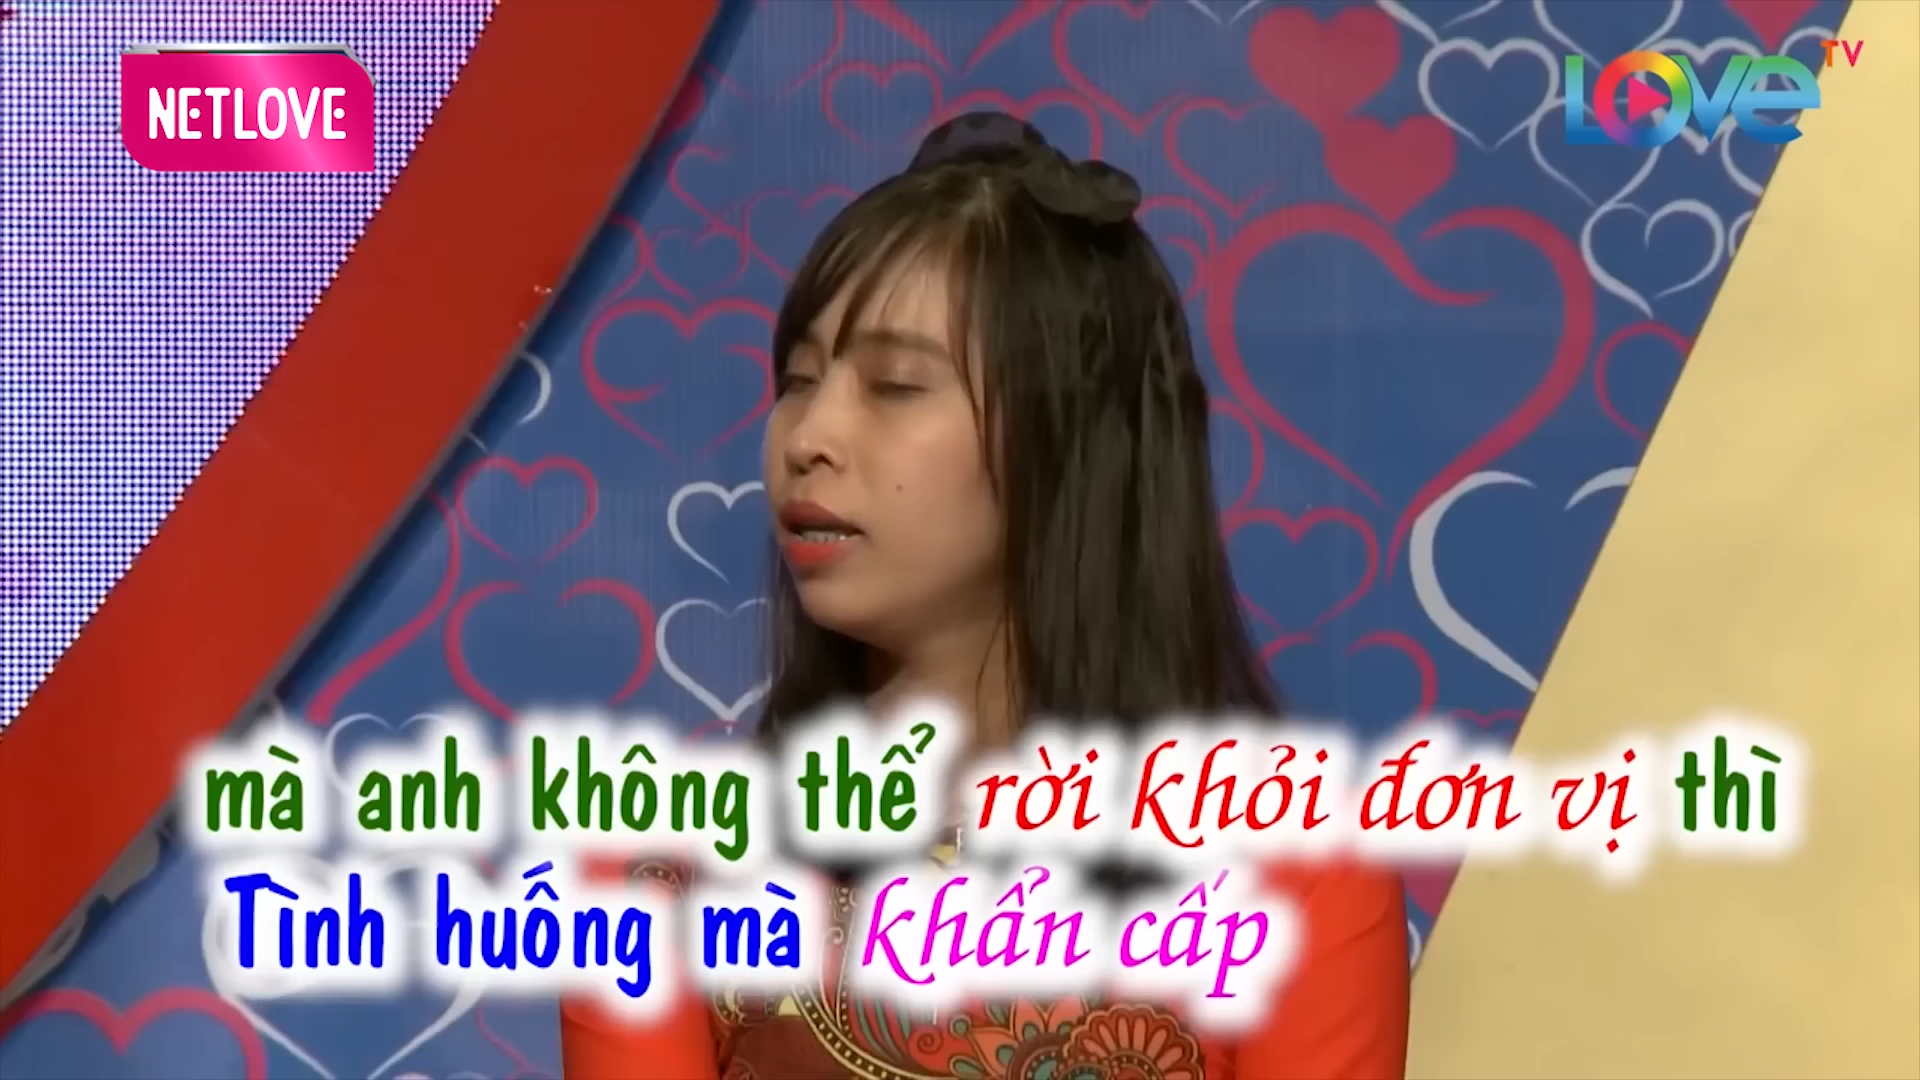 NETLOVE
LOVE TV
mà anh không thể rời khỏi đơn vị thì
Tình huống mà khẩn cấp